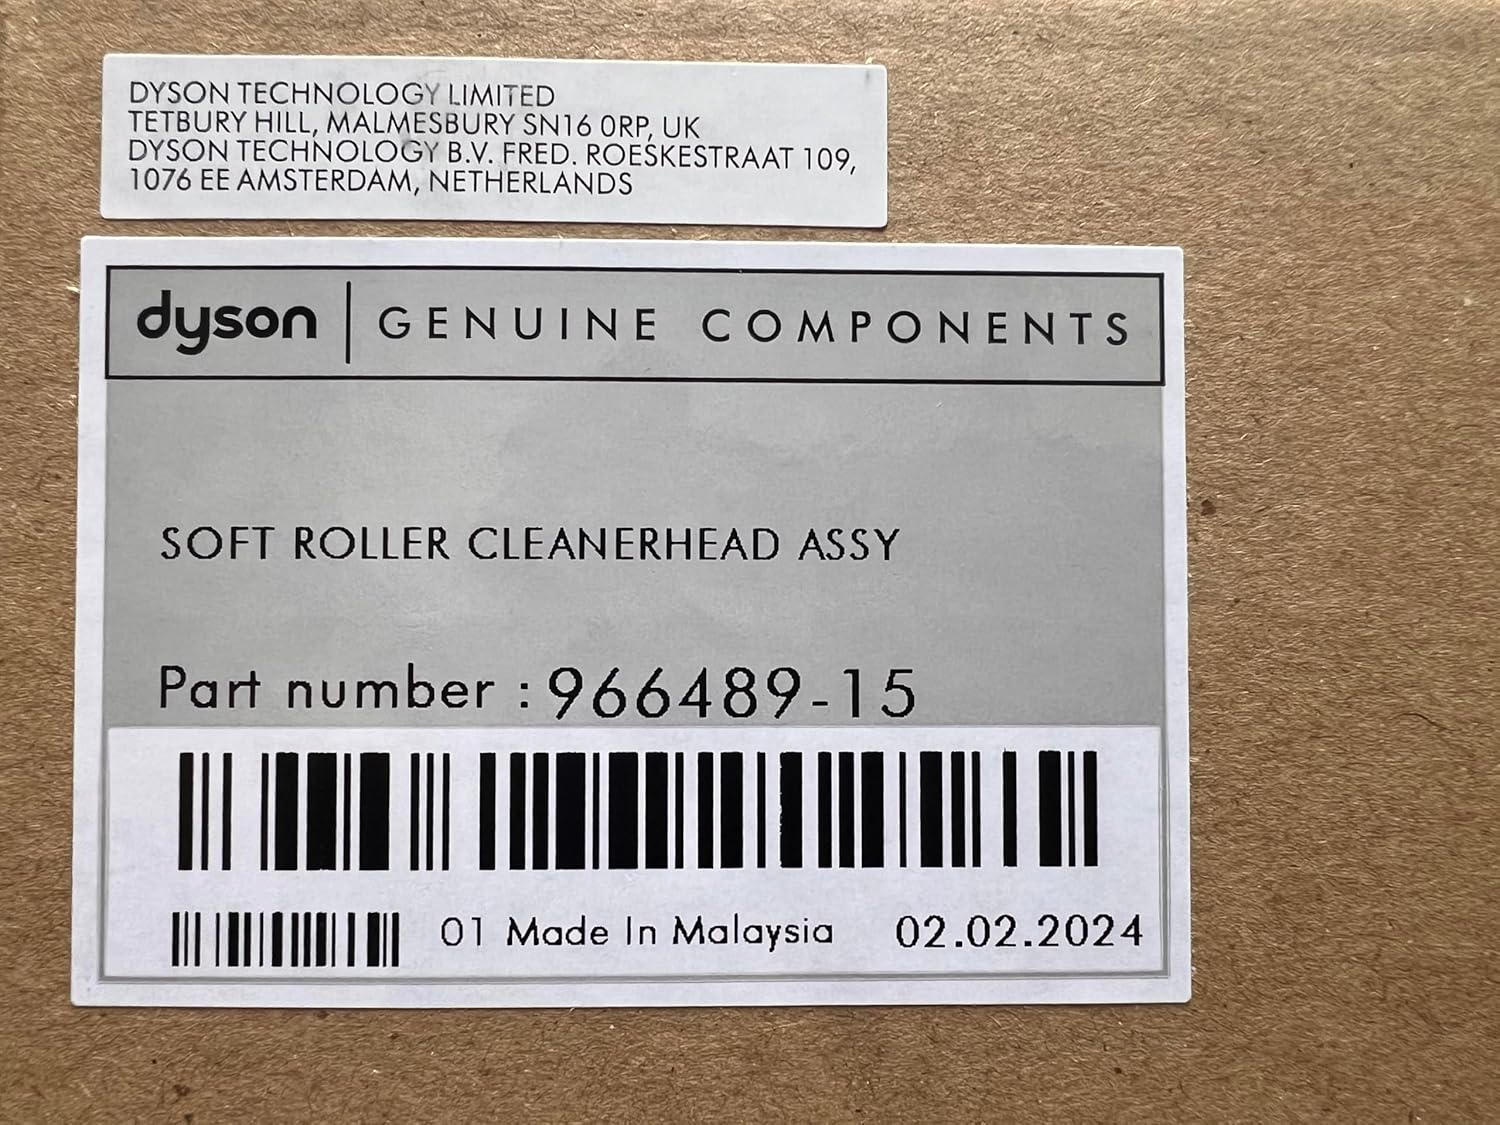 DYSON TECHNOLOGY LIMITED
TETBURY HILL, MALMESBURY SN16 0RP, UK
DYSON TECHNOLOGY B.V. FRED. ROESKESTRAAT 109,
1076 EE AMSTERDAM, NETHERLANDS
dyson | GENUINE COMPONENTS
SOFT ROLLER CLEANERHEAD ASSY
Part number : 966489-15
01 Made In Malaysia 02.02.2024